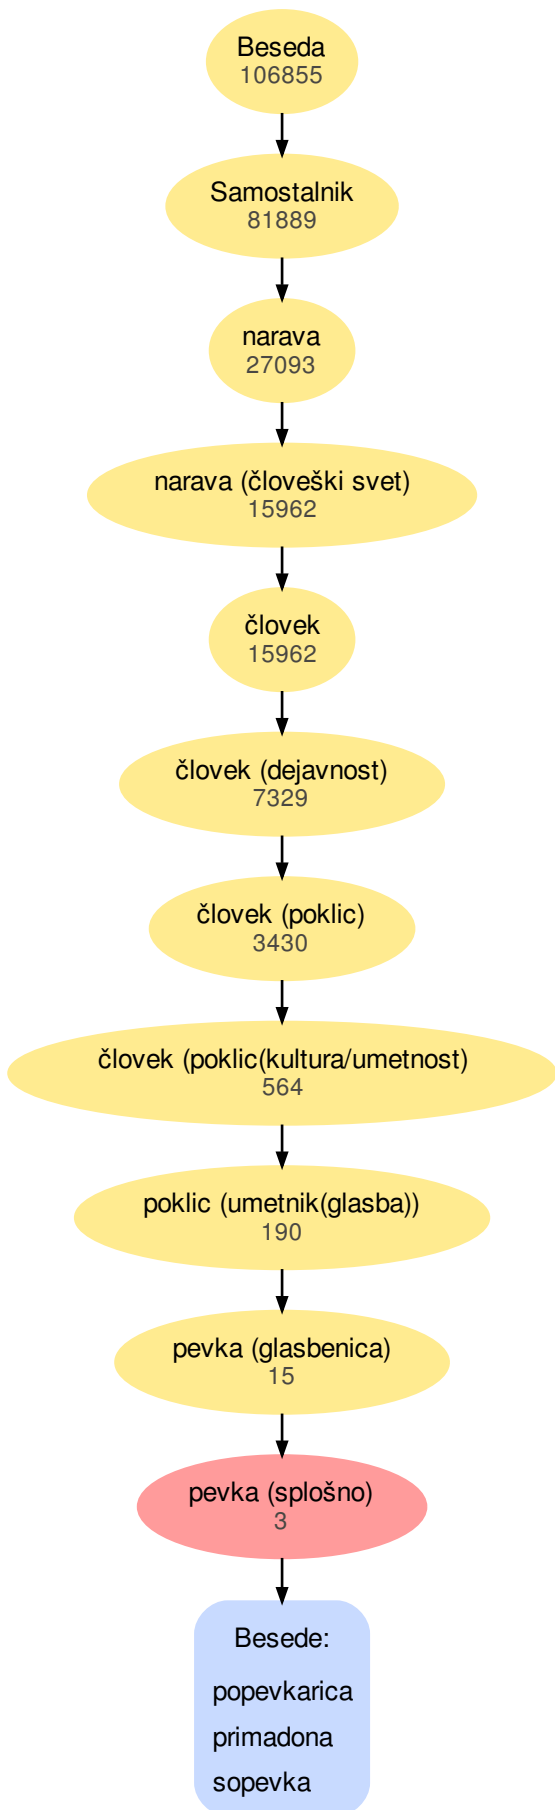 Beseda
106855
Samostalnik
81889
narava
27093
narava (človeški svet)
15962
človek
15962
človek (dejavnost)
7329
človek (poklic)
3430
človek (poklic(kultura/umetnost)
564
poklic (umetnik(glasba))
190
pevka (glasbenica)
15
pevka (splošno)
3
Besede:
popevkarica
primadona
sopevka